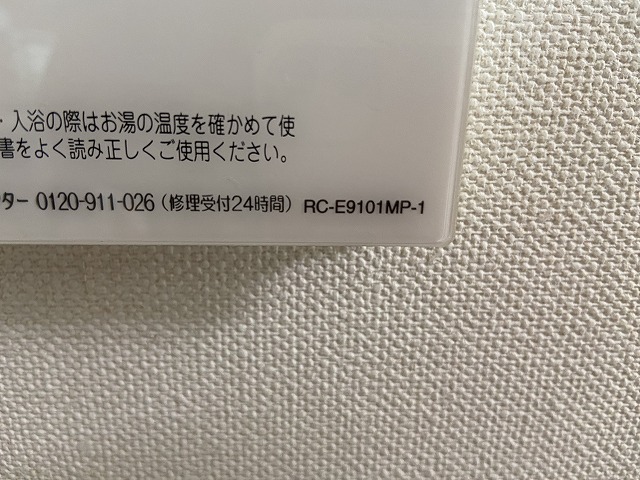 ・入浴の際はお湯の温度を確かめて使
書をよく読み正しくご使用ください。
ター 0120-911-026(修理受付24時間) RC-E9101MP-1